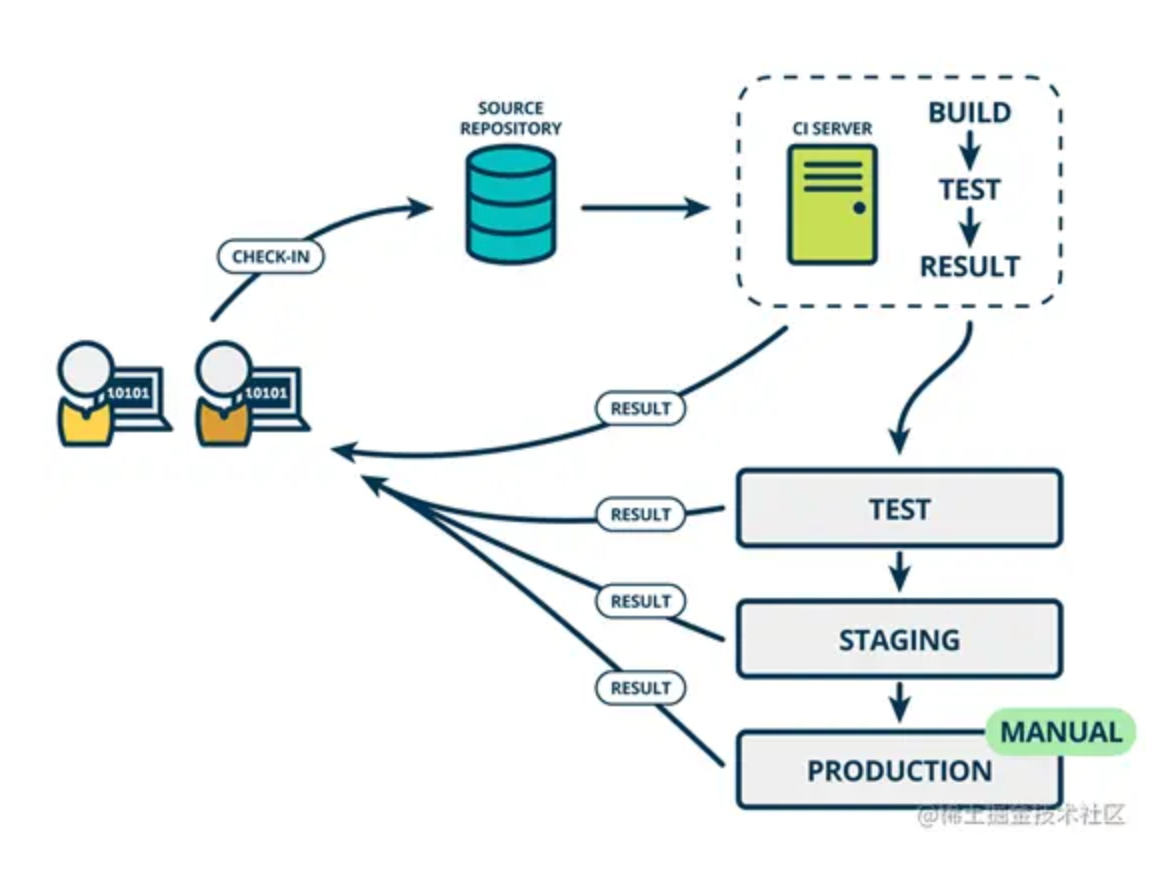 SOURCE
REPOSITORY
CI SERVER
BUILD
TEST
RESULT
CHECK-IN
10101
10101
RESULT
RESULT
TEST
RESULT
STAGING
RESULT
MANUAL
PRODUCTION
@稀土掘金技术社区